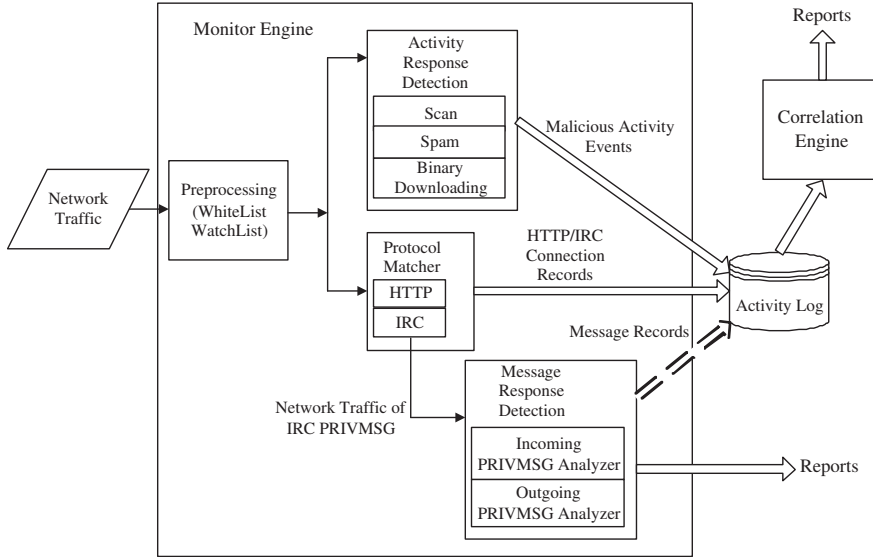 Monitor Engine
Activity
Response
Detection
Scan
Spam
Binary
Downloading
Reports
Correlation
Engine
Malicious Activity
Events
Network
Traffic
Preprocessing
(WhiteList
WatchList)
Protocol
Matcher
HTTP
IRC
HTTP/IRC
Connection
Records
Activity Log
Message Records
Network Traffic of
IRC PRIVMSG
Message
Response
Detection
Incoming
PRIVMSG Analyzer
Outgoing
PRIVMSG Analyzer
Reports